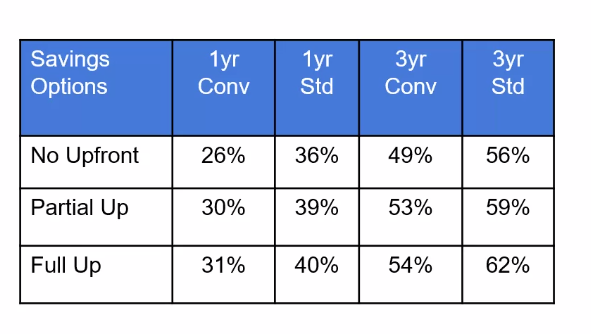 Savings Options 1yr Conv 1yr Std 3yr Conv 3yr Std
No Upfront 26% 36% 49% 56%
Partial Up 30% 39% 53% 59%
Full Up 31% 40% 54% 62%